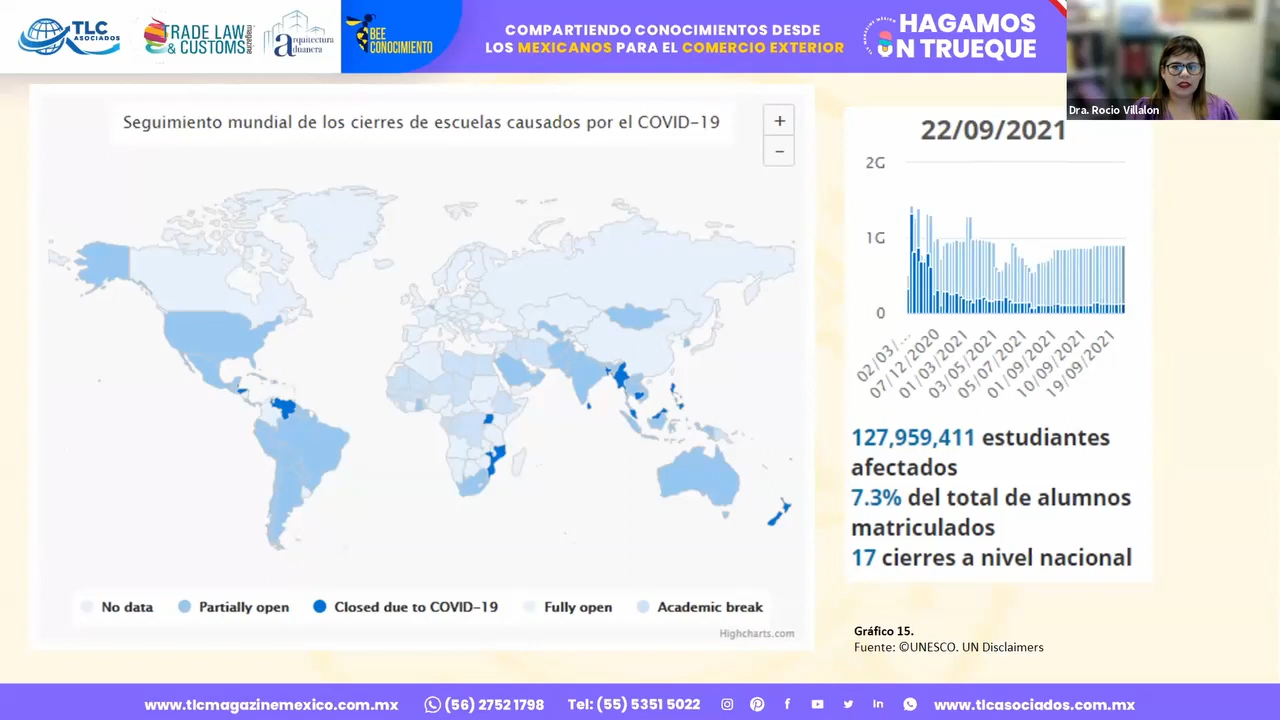 TLC
ASOCIADOS
TRADE LAW
& CUSTOMS
MAGAZINE
arquitectura
aduanera
BEE
CONOCIMIENTO
COMPARTIENDO CONOCIMIENTOS DESDE
LOS MEXICANOS PARA EL COMERCIO EXTERIOR
HAGAMOS
UN TRUEQUE
Dra. Rocio Villalon
Seguimiento mundial de los cierres de escuelas causados por el COVID-19
+
−
No data
Partially open
Closed due to COVID-19
Fully open
Academic break
Highcharts.com
22/09/2021
2G
1G
0
02/03/...
07/12/2020
01/03/2021
03/05/2021
05/07/2021
01/09/2021
10/09/2021
19/09/2021
127,959,411 estudiantes
afectados
7.3% del total de alumnos
matriculados
17 cierres a nivel nacional
Gráfico 15.
Fuente: ©UNESCO. UN Disclaimers
www.tlcmagazinemexico.com.mx
(56) 2752 1798
Tel: (55) 5351 5022
www.tlcasociados.com.mx